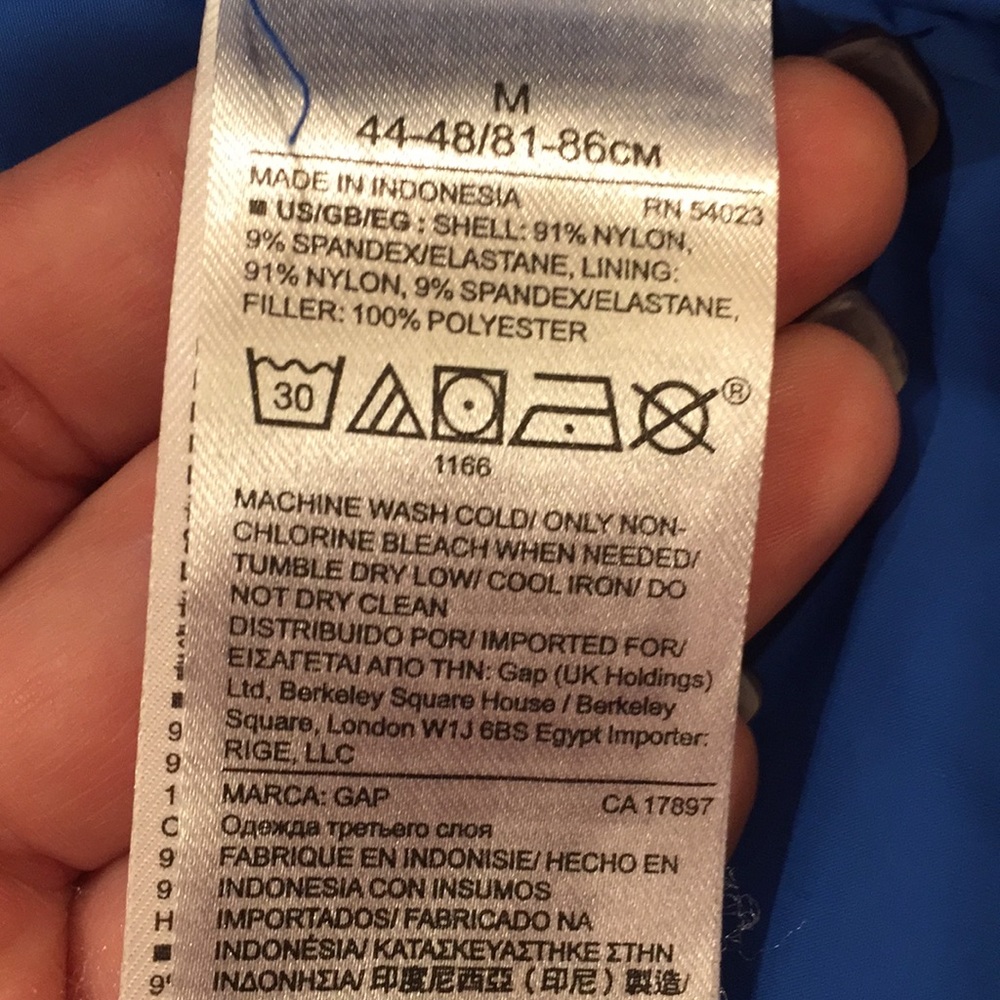 M
44-48/81-86CM
MADE IN INDONESIA RN 54023
■ US/GB/EG : SHELL: 91% NYLON,
9% SPANDEX/ELASTANE, LINING:
91% NYLON, 9% SPANDEX/ELASTANE,
FILLER: 100% POLYESTER
30 ®
1166
MACHINE WASH COLD/ ONLY NON-
CHLORINE BLEACH WHEN NEEDED/
TUMBLE DRY LOW/ COOL IRON/ DO
NOT DRY CLEAN
DISTRIBUIDO POR/ IMPORTED FOR/
ΕΙΣΑΓΕΤΑΙ ΑΠΟ ΤΗΝ: Gap (UK Holdings)
Ltd, Berkeley Square House / Berkeley
Square, London W1J 6BS Egypt Importer:
RIGE, LLC
MARCA: GAP CA 17897
Одежда третьего слоя
FABRIQUE EN INDONISIE/ HECHO EN
INDONESIA CON INSUMOS
IMPORTADOS/ FABRICADO NA
INDONÉSIA/ ΚΑΤΑΣΚΕΥΑΣΤΗΚΕ ΣΤΗΝ
ΙΝΔΟΝΗΣΙΑ/ 印度尼西亞（印尼）製造/